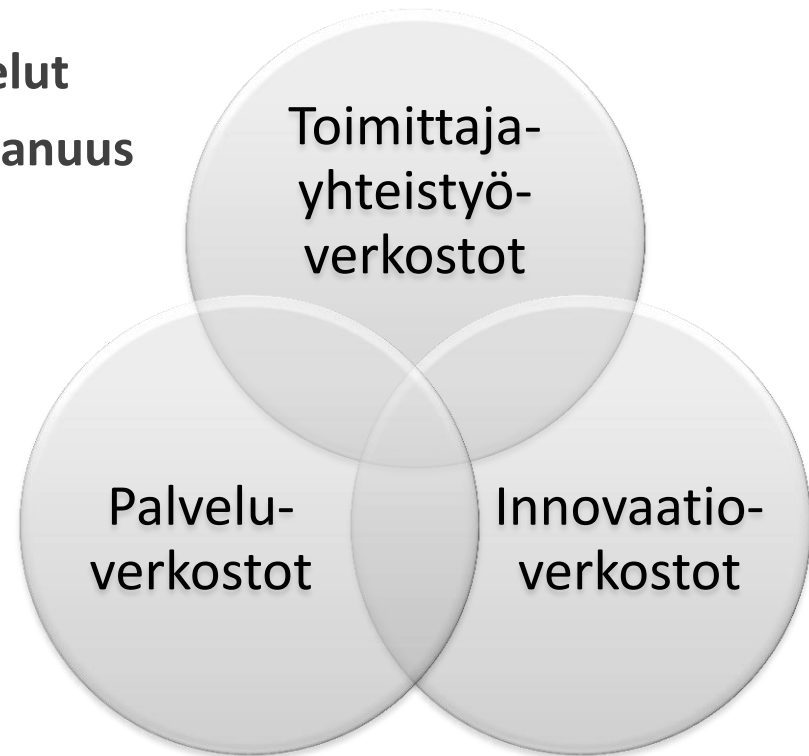 elut
anuus
Toimittaja-
yhteistyö-
verkostot
Palvelu-
verkostot
Innovaatio-
verkostot